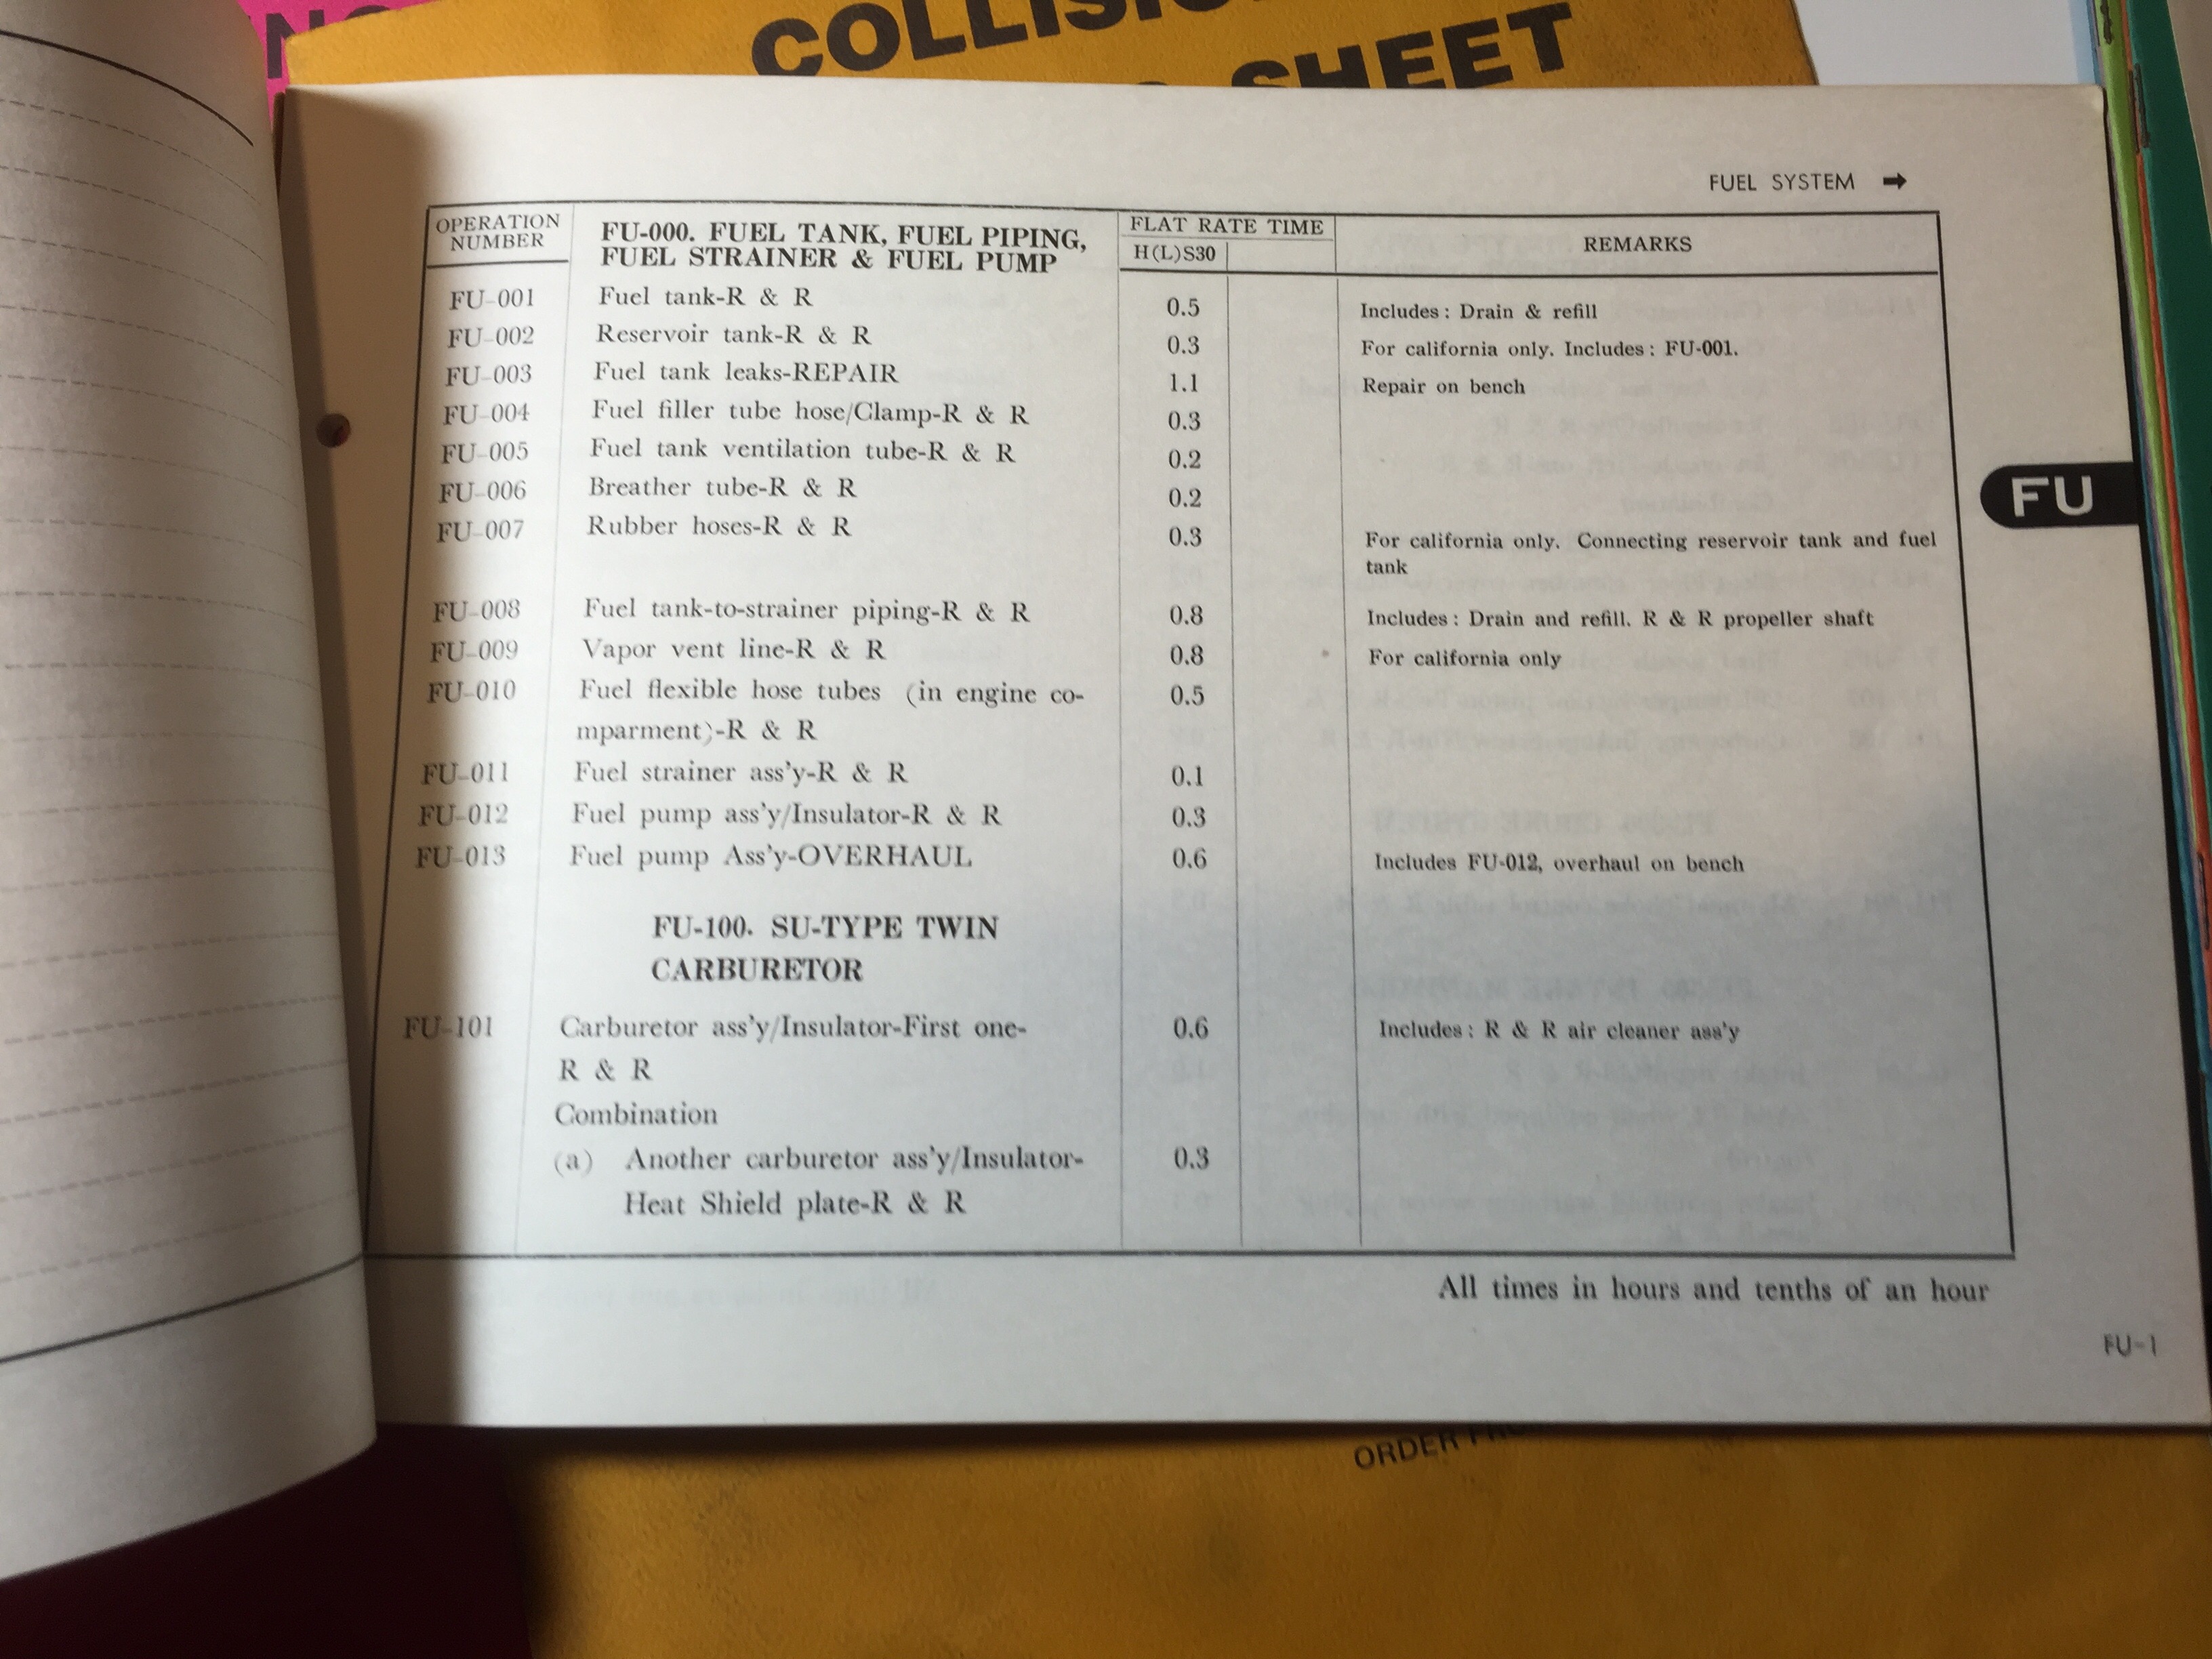 COLLISIO
SHEET
FUEL SYSTEM ➡
OPERATION NUMBER FU-000. FUEL TANK, FUEL PIPING, FUEL STRAINER & FUEL PUMP FLAT RATE TIME H(L)S30 REMARKS
FU-001 Fuel tank-R & R 0.5 Includes: Drain & refill
FU-002 Reservoir tank-R & R 0.3 For california only. Includes: FU-001.
FU-003 Fuel tank leaks-REPAIR 1.1 Repair on bench
FU-004 Fuel filler tube hose/Clamp-R & R 0.3
FU-005 Fuel tank ventilation tube-R & R 0.2
FU-006 Breather tube-R & R 0.2
FU-007 Rubber hoses-R & R 0.3 For california only. Connecting reservoir tank and fuel
tank
FU-008 Fuel tank-to-strainer piping-R & R 0.8 Includes: Drain and refill. R & R propeller shaft
FU-009 Vapor vent line-R & R 0.8 For california only
FU-010 Fuel flexible hose tubes (in engine co- 0.5
mparment)-R & R
FU-011 Fuel strainer ass'y-R & R 0.1
FU-012 Fuel pump ass'y/Insulator-R & R 0.3
FU-013 Fuel pump Ass'y-OVERHAUL 0.6 Includes FU-012, overhaul on bench
FU-100. SU-TYPE TWIN
CARBURETOR
FU-101 Carburetor ass'y/Insulator-First one- 0.6 Includes: R & R air cleaner ass'y
R & R
Combination
(a) Another carburetor ass'y/Insulator- 0.3
Heat Shield plate-R & R
FU
All times in hours and tenths of an hour
FU-1
ORDER